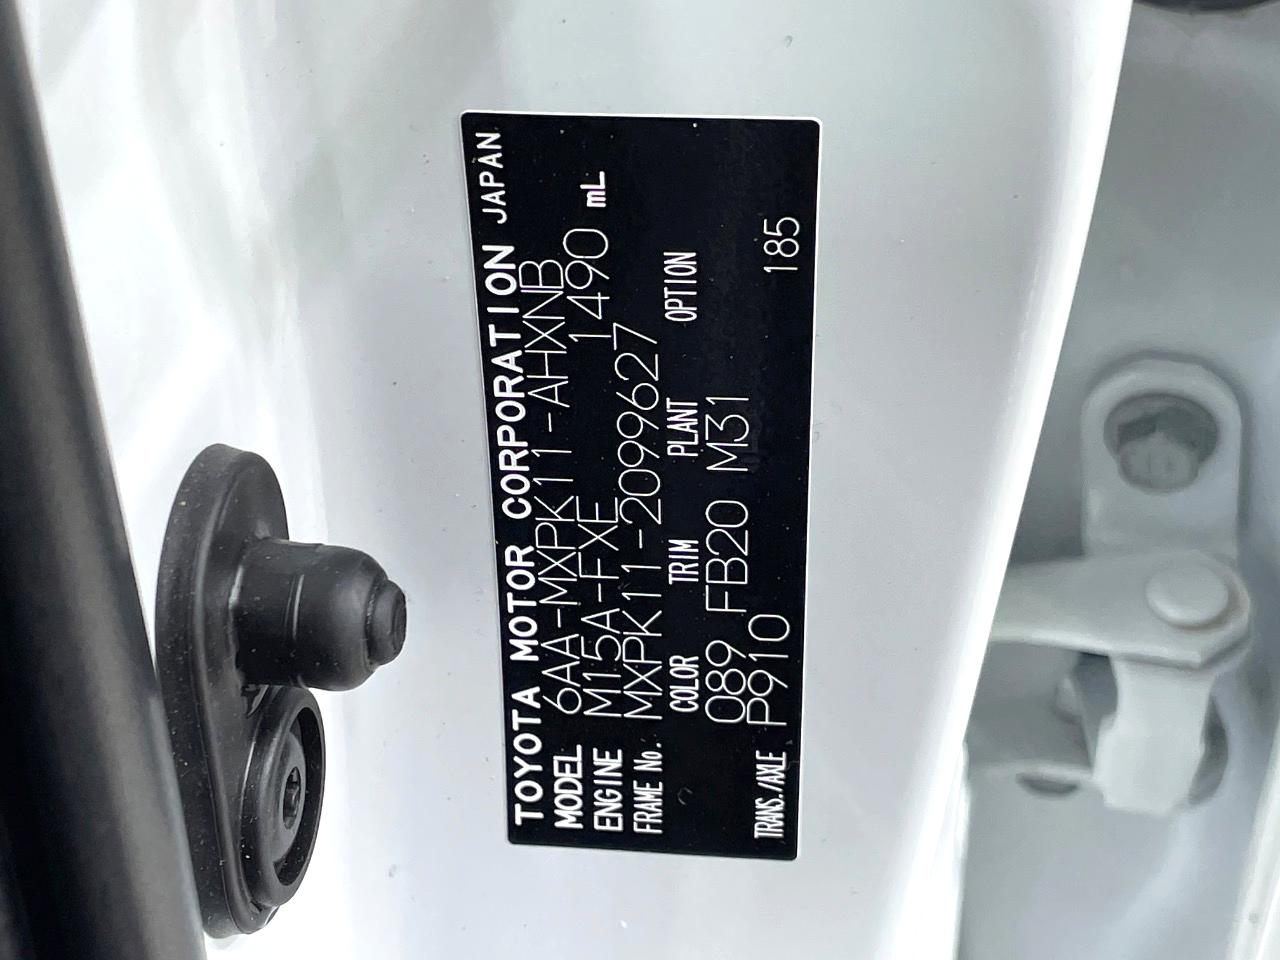 TOYOTA MOTOR CORPORATION JAPAN
MODEL 6AA-MXPK11-AHXNB
ENGINE M15A-FXE 1490 mL
FRAME No. MXPK11-2099627
COLOR TRIM PLANT OPTION
089 FB20 M31
TRANS./AXLE P910 185